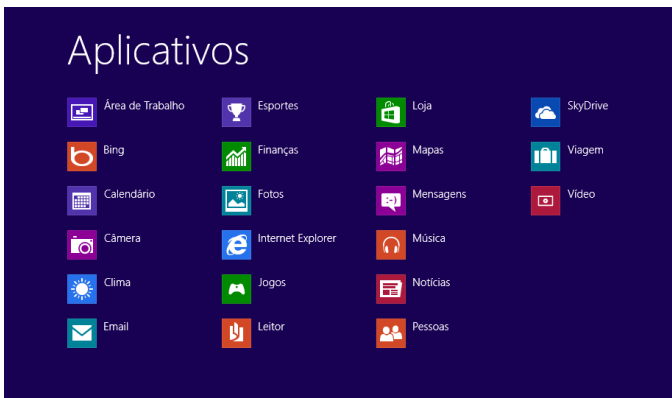 Aplicativos
Área de Trabalho
Bing
Calendário
Câmera
Clima
Email
Esportes
Finanças
Fotos
Internet Explorer
Jogos
Leitor
Loja
Mapas
Mensagens
Música
Notícias
Pessoas
SkyDrive
Viagem
Vídeo